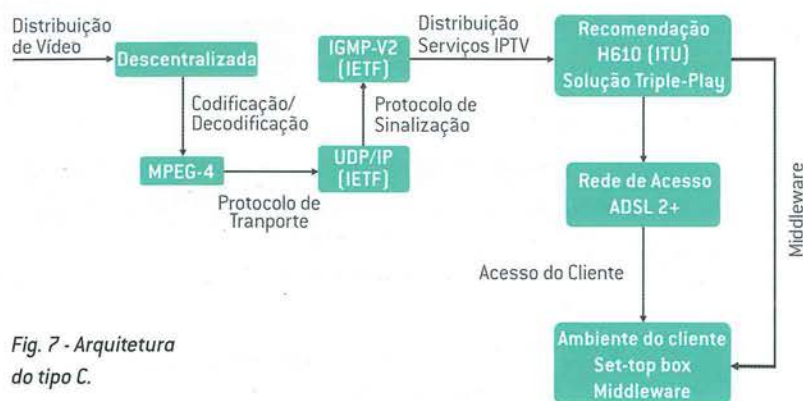 Distribuição
de Vídeo
Descentralizada
Codificação/
Decodificação
MPEG-4
Protocolo de
Tranporte
UDP/IP
(IETF)
Protocolo de
Sinalização
IGMP-V2
(IETF)
Distribuição
Serviços IPTV
Recomendação
H610 (ITU)
Solução Triple-Play
Rede de Acesso
ADSL 2+
Acesso do Cliente
Middleware
Ambiente do cliente
Set-top box
Middleware
Fig. 7 - Arquitetura
do tipo C.